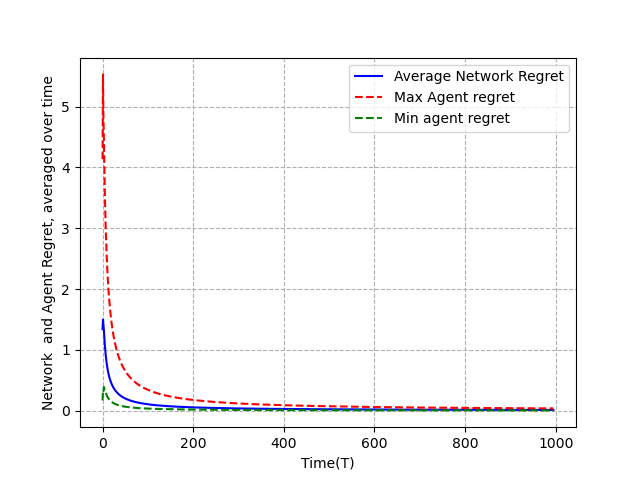 Average Network Regret
Max Agent regret
Min agent regret
Network  and Agent Regret, averaged over time
5
4
3
2
1
0
0 200 400 600 800 1000
Time(T)